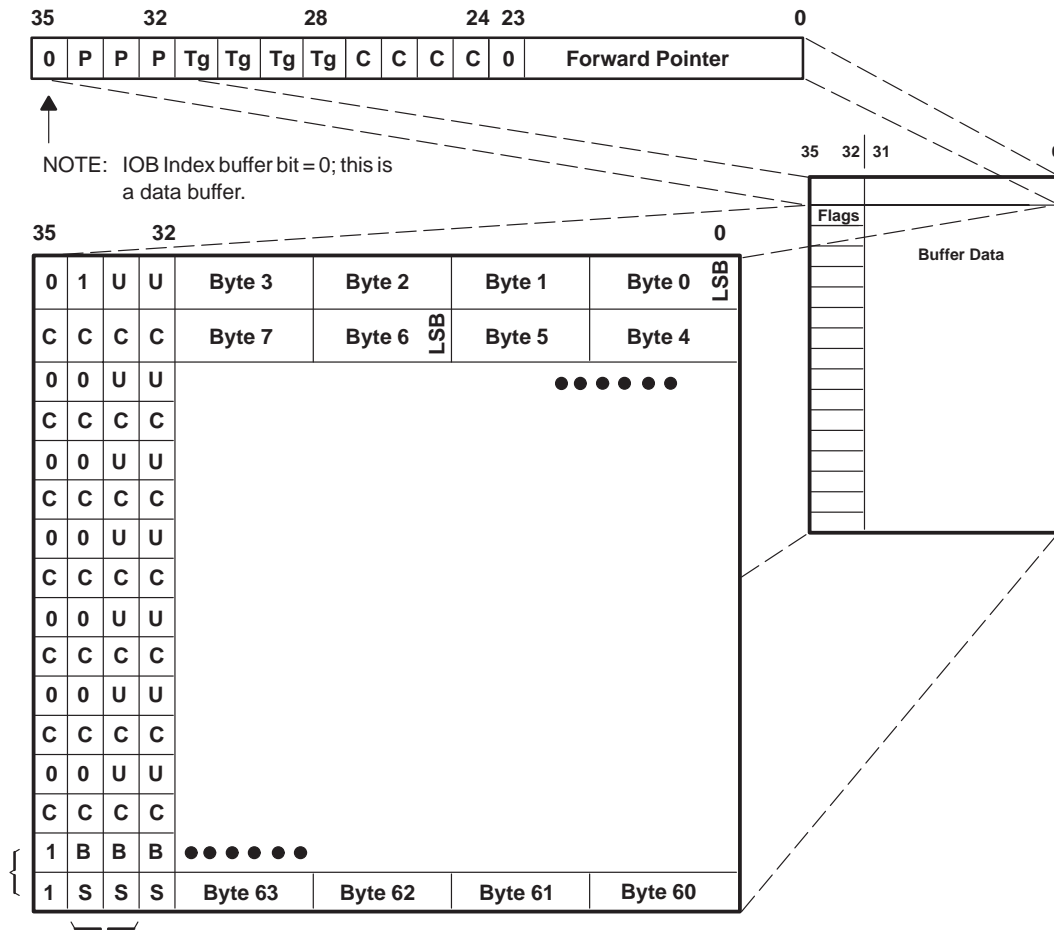 35 32 28 24 23 0
0 P P P Tg Tg Tg Tg C C C C 0 Forward Pointer
NOTE: IOB Index buffer bit = 0; this is
a data buffer.
35 32 31
Flags
Buffer Data
35 32 0
0 1 U U Byte 3 Byte 2 Byte 1 Byte 0 LSB
C C C C Byte 7 Byte 6 LSB Byte 5 Byte 4
0 0 U U
C C C C
0 0 U U
C C C C
0 0 U U
C C C C
0 0 U U
C C C C
0 0 U U
C C C C
0 0 U U
C C C C
1 B B B
1 S S S Byte 63 Byte 62 Byte 61 Byte 60